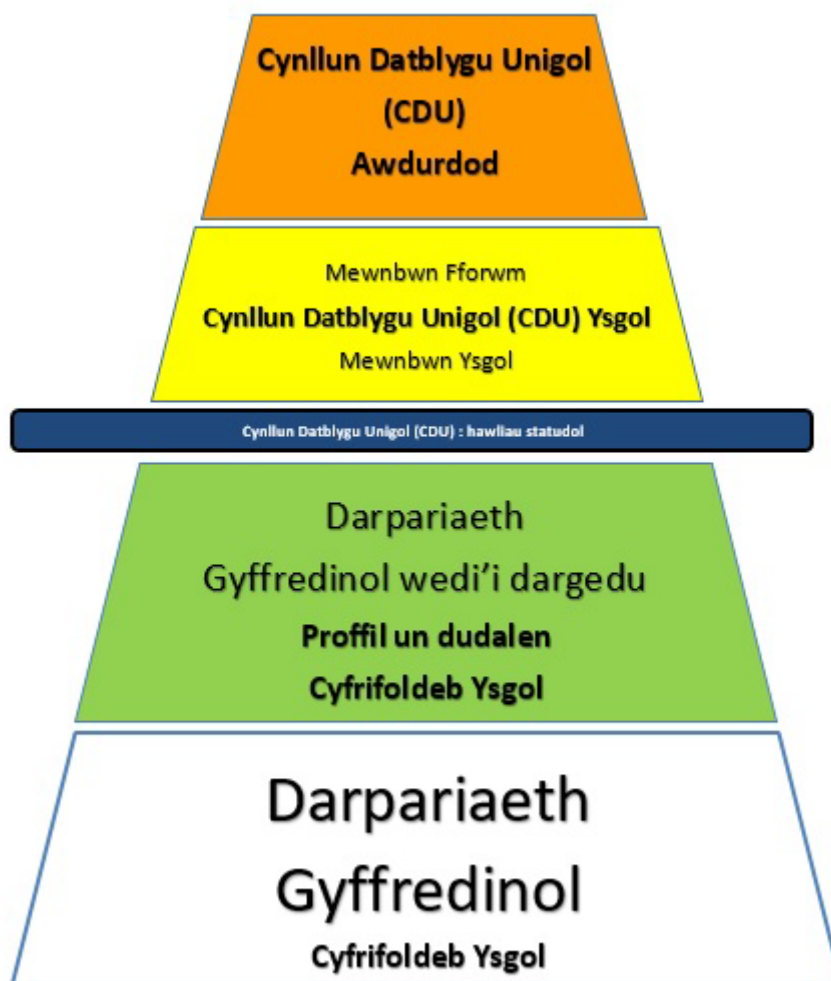 Cynllun Datblygu Unigol
(CDU)
Awdurdod
Mewnbwn Fforwm
Cynllun Datblygu Unigol (CDU) Ysgol
Mewnbwn Ysgol
Cynllun Datblygu Unigol (CDU) : hawliau statudol
Darpariaeth
Gyffredinol wedi’i dargedu
Proffil un dudalen
Cyfrifoldeb Ysgol
Darpariaeth
Gyffredinol
Cyfrifoldeb Ysgol